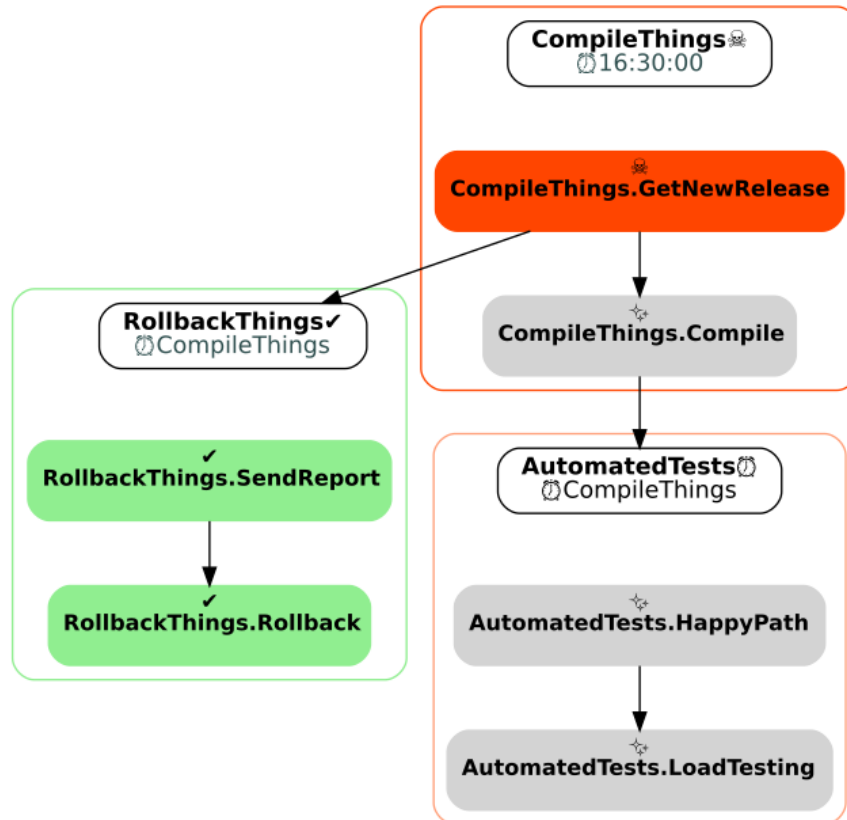 CompileThings☠
⏰16:30:00
☠
CompileThings.GetNewRelease
RollbackThings✔
⏰CompileThings
✨
CompileThings.Compile
✔
RollbackThings.SendReport
AutomatedTests⏰
⏰CompileThings
✔
RollbackThings.Rollback
✨
AutomatedTests.HappyPath
✨
AutomatedTests.LoadTesting